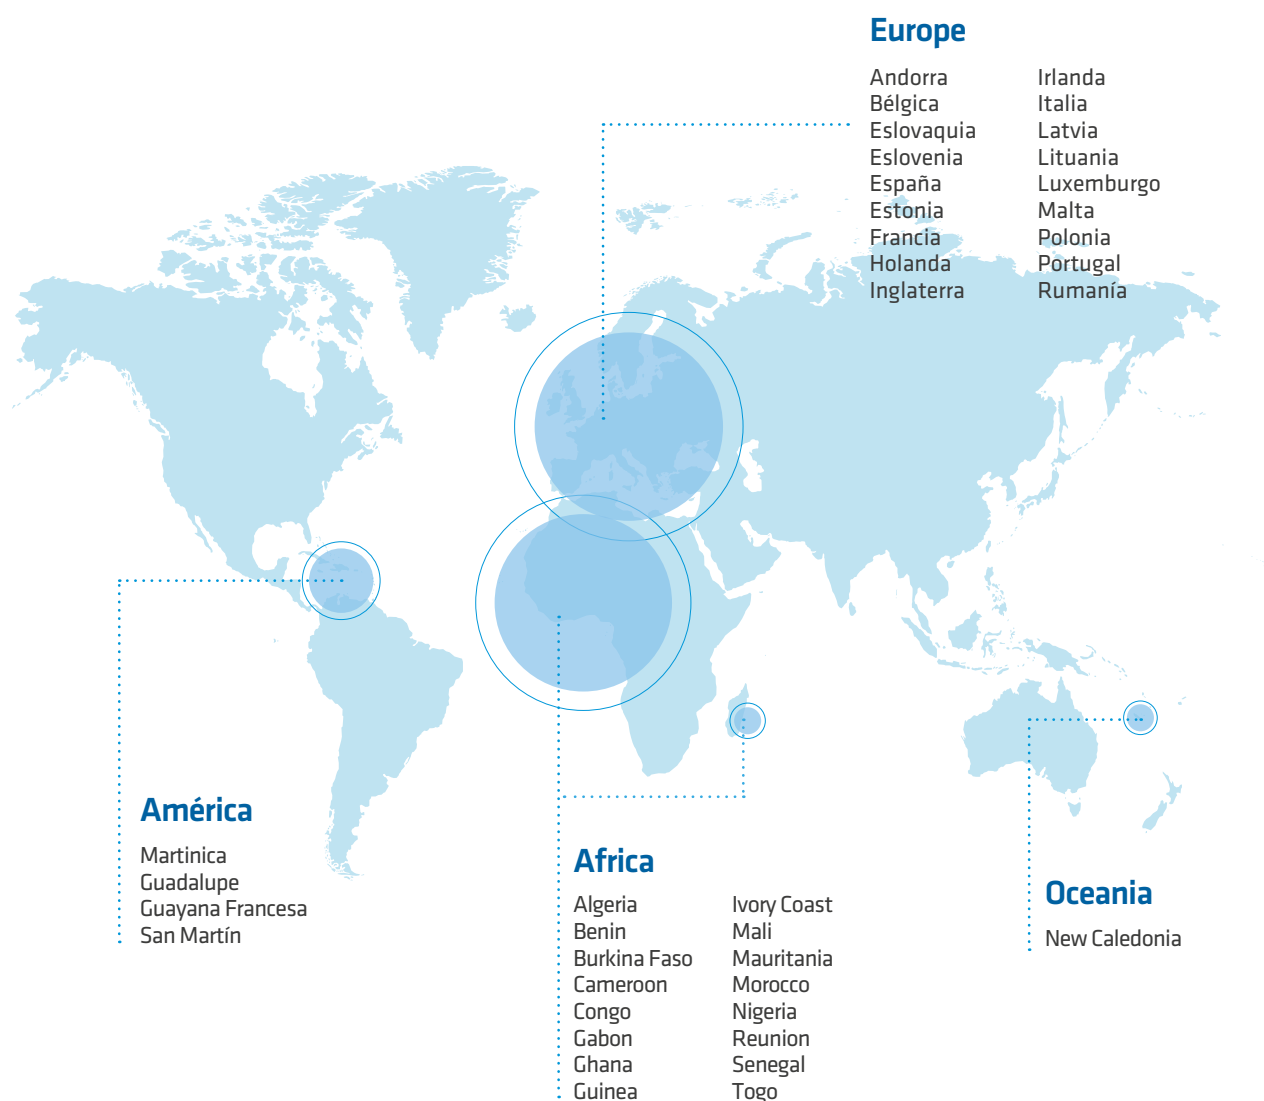 Europe
Andorra
Bélgica
Eslovaquia
Eslovenia
España
Estonia
Francia
Holanda
Inglaterra
Irlanda
Italia
Latvia
Lituania
Luxemburgo
Malta
Polonia
Portugal
Rumanía
América
Martinica
Guadalupe
Guayana Francesa
San Martín
Africa
Algeria
Benin
Burkina Faso
Cameroon
Congo
Gabon
Ghana
Guinea
Ivory Coast
Mali
Mauritania
Morocco
Nigeria
Reunion
Senegal
Togo
Oceania
New Caledonia